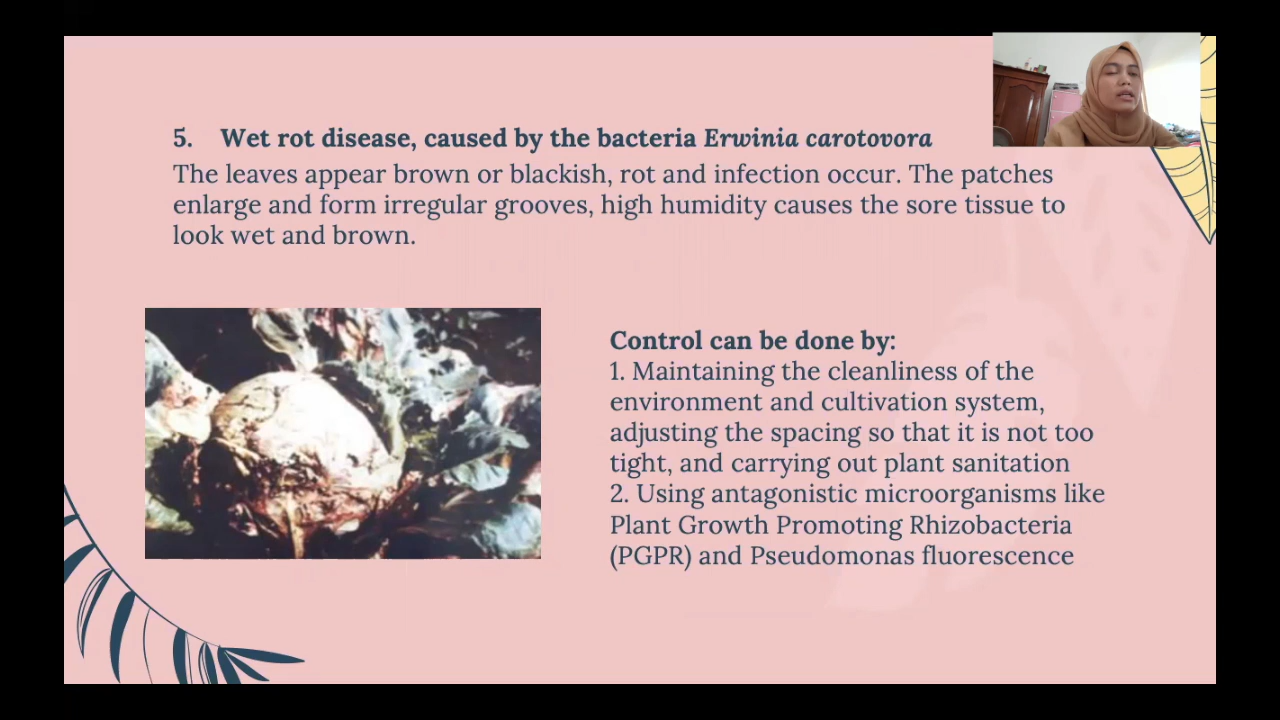 5. Wet rot disease, caused by the bacteria Erwinia carotovora
The leaves appear brown or blackish, rot and infection occur. The patches
enlarge and form irregular grooves, high humidity causes the sore tissue to
look wet and brown.
Control can be done by:
1. Maintaining the cleanliness of the
environment and cultivation system,
adjusting the spacing so that it is not too
tight, and carrying out plant sanitation
2. Using antagonistic microorganisms like
Plant Growth Promoting Rhizobacteria
(PGPR) and Pseudomonas fluorescence